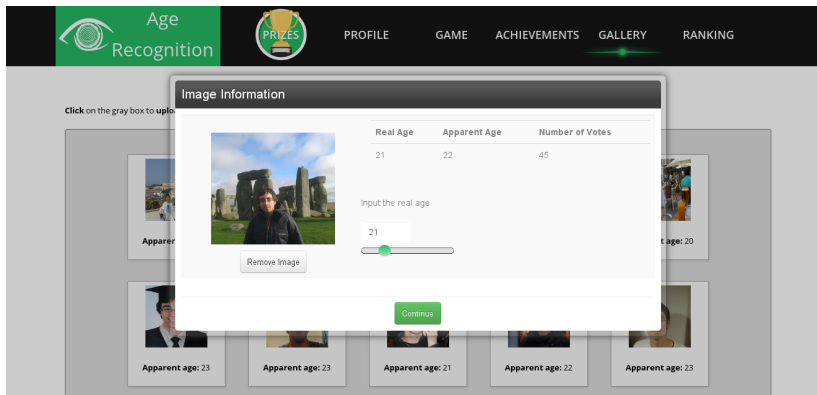 Age
Recognition
PRIZES
PROFILE
GAME
ACHIEVEMENTS
GALLERY
RANKING
Image Information
Click on the gray box to
Real Age Apparent Age Number of Votes
21 22 45
Input the real age
21
Remove Image
age: 20
Continue
Apparent age: 23
Apparent age: 23
Apparent age: 21
Apparent age: 22
Apparent age: 23